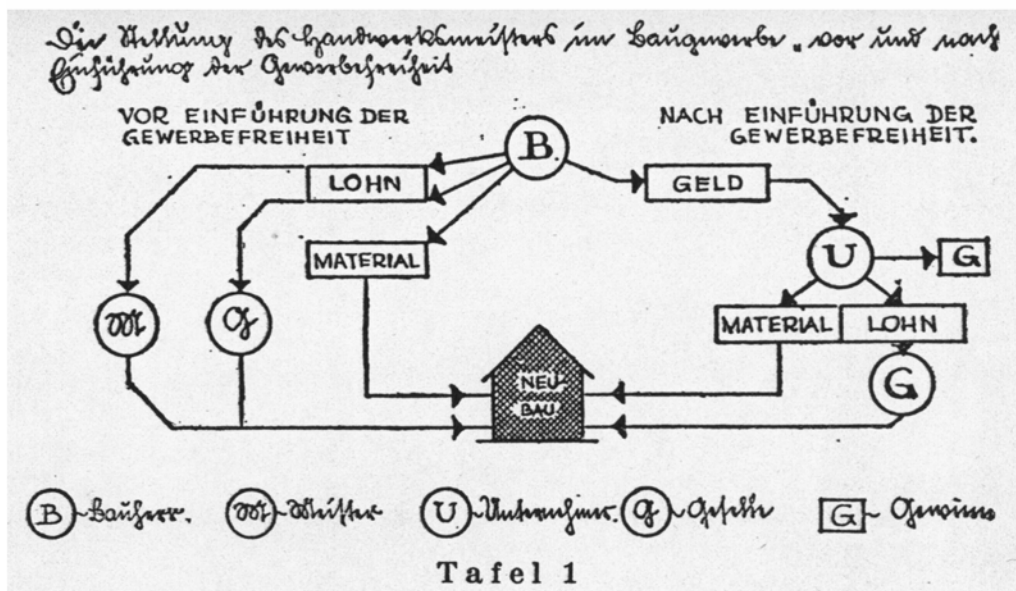 Die Stellung des Handwerksmeisters im Baugewerbe vor und nach
Einführung der Gewerbefreiheit
VOR EINFÜHRUNG DER
GEWERBEFREIHEIT
NACH EINFÜHRUNG DER
GEWERBEFREIHEIT.
B
LOHN
GELD
MATERIAL
U
G
M
G
MATERIAL
LOHN
G
NEU
BAU
B - Bauherr.
M - Meister
U - Unternehmer.
G - Geselle
G - Gewinn
Tafel 1